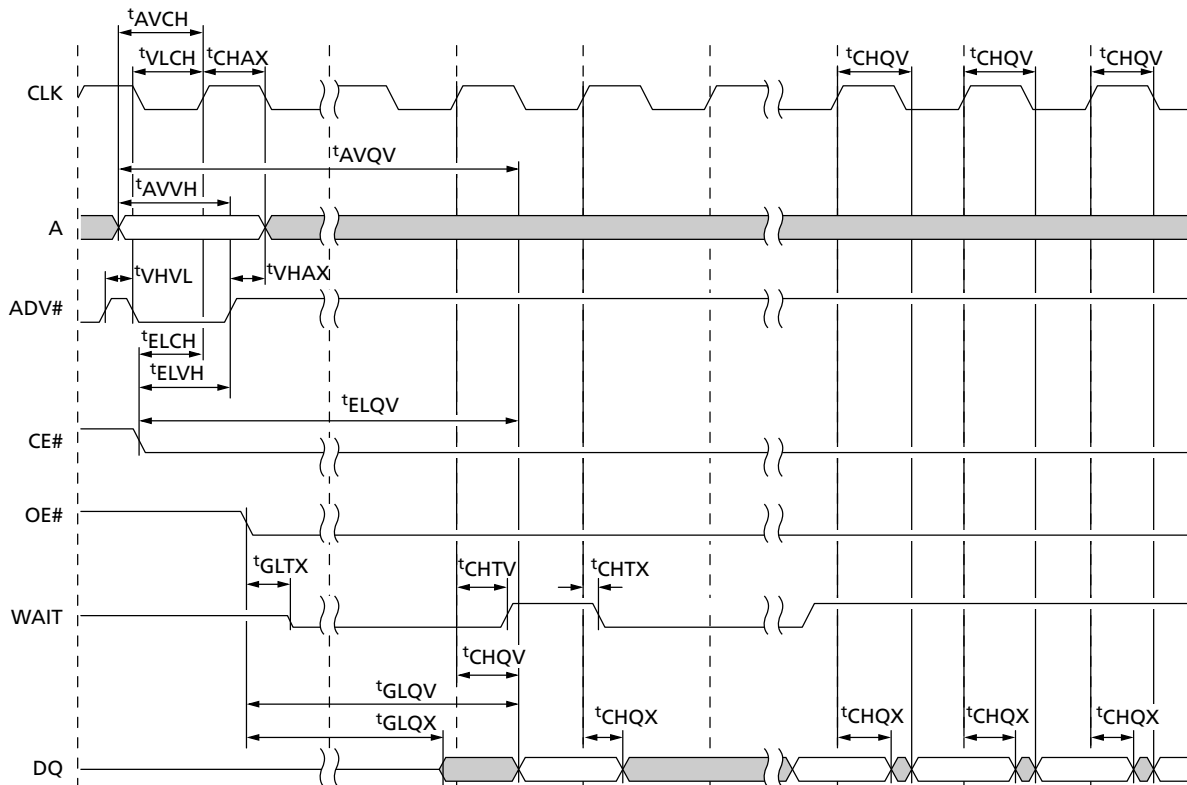 tAVCH
tVLCH tCHAX tCHQV tCHQV tCHQV
CLK
tAVQV
tAVVH
A
tVHVL tVHAX
ADV#
tELCH
tELVH
tELQV
CE#
OE#
tGLTX tCHTV tCHTX
WAIT
tCHQV
tGLQV
tGLQX tCHQX tCHQX tCHQX tCHQX
DQ